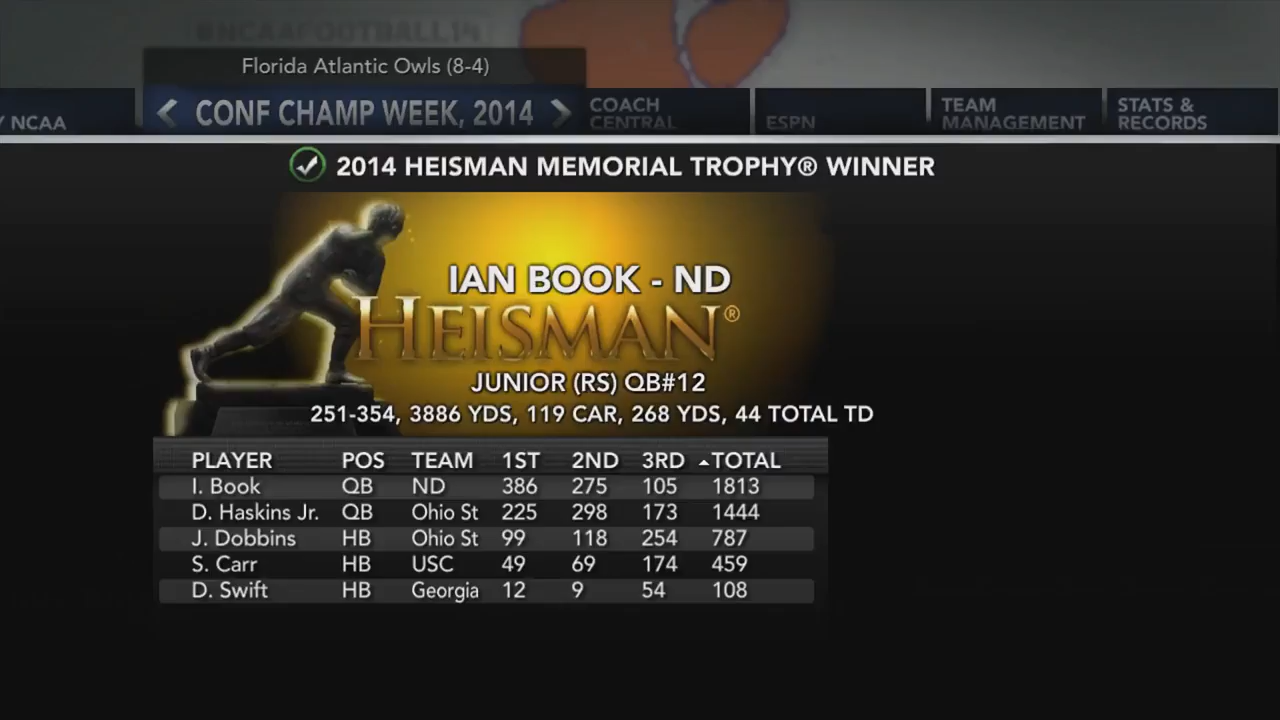 #NCAAFOOTBALL14
Florida Atlantic Owls (8-4)
Y NCAA
CONF CHAMP WEEK, 2014
COACH CENTRAL
ESPN
TEAM MANAGEMENT
STATS & RECORDS
2014 HEISMAN MEMORIAL TROPHY® WINNER
IAN BOOK - ND
HEISMAN®
JUNIOR (RS) QB#12
251-354, 3886 YDS, 119 CAR, 268 YDS, 44 TOTAL TD
PLAYER POS TEAM 1ST 2ND 3RD TOTAL
I. Book QB ND 386 275 105 1813
D. Haskins Jr. QB Ohio St 225 298 173 1444
J. Dobbins HB Ohio St 99 118 254 787
S. Carr HB USC 49 69 174 459
D. Swift HB Georgia 12 9 54 108